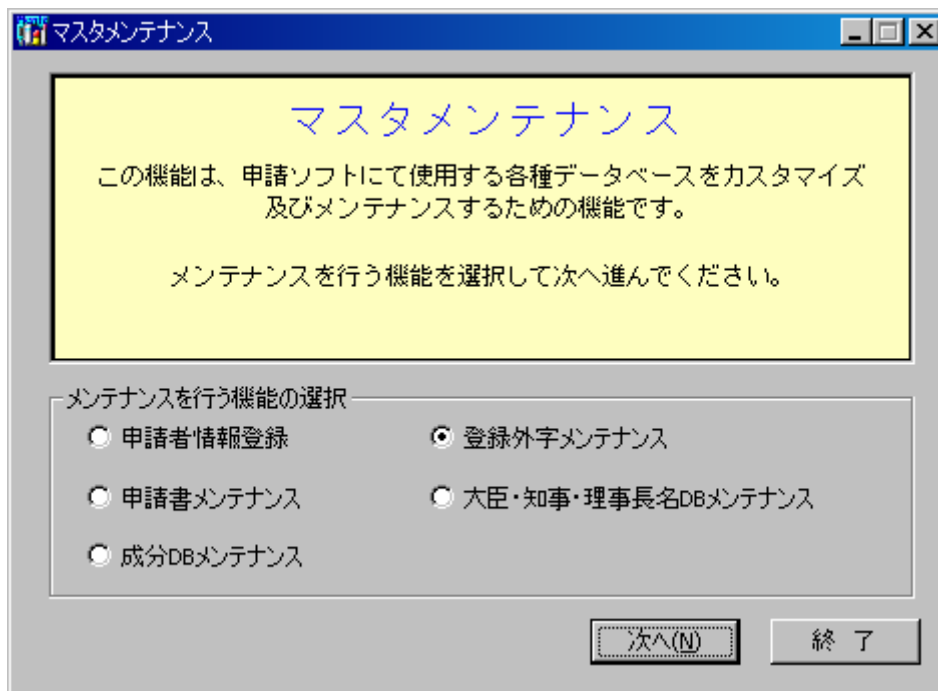 マスタメンテナンス
マスタメンテナンス
この機能は、申請ソフトにて使用する各種データベースをカスタマイズ
及びメンテナンスするための機能です。
メンテナンスを行う機能を選択して次へ進んでください。
メンテナンスを行う機能の選択
申請者情報登録
登録外字メンテナンス
申請書メンテナンス
大臣・知事・理事長名DBメンテナンス
成分DBメンテナンス
次へ(N)
終 了